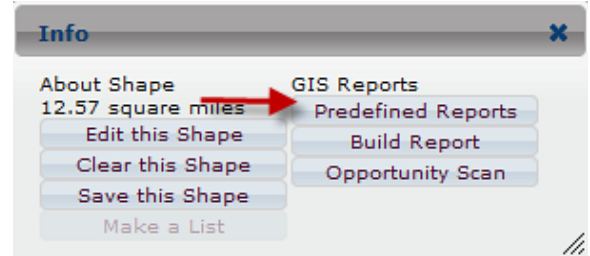 Info
About Shape
12.57 square miles
Edit this Shape
Clear this Shape
Save this Shape
Make a List
GIS Reports
Predefined Reports
Build Report
Opportunity Scan